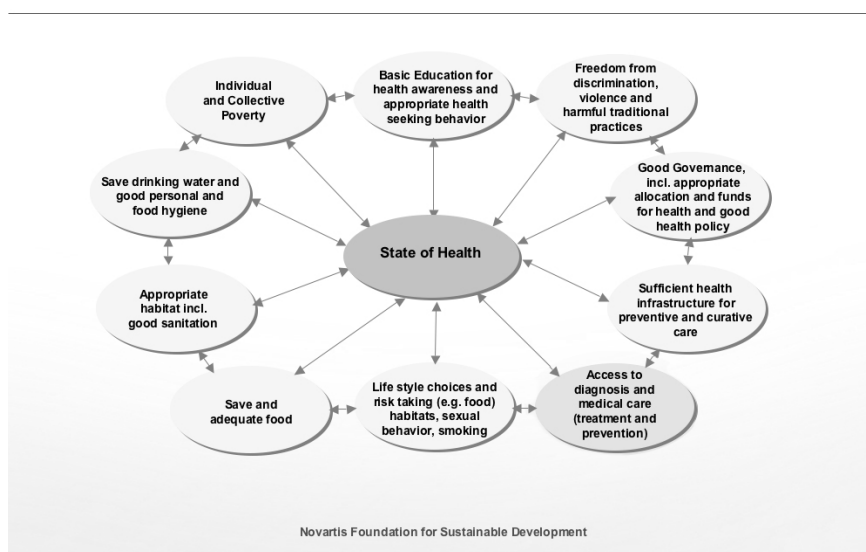 Individual
and Collective
Poverty
Basic Education for
health awareness and
appropriate health
seeking behavior
Freedom from
discrimination,
violence and
harmful traditional
practices
Save drinking water and
good personal and
food hygiene
Good Governance,
incl. appropriate
allocation and funds
for health and good
health policy
State of Health
Appropriate
habitat incl.
good sanitation
Sufficient health
infrastructure for
preventive and curative
care
Save and
adequate food
Life style choices and
risk taking (e.g. food)
habitats, sexual
behavior, smoking
Access to
diagnosis and
medical care
(treatment and
prevention)
Novartis Foundation for Sustainable Development